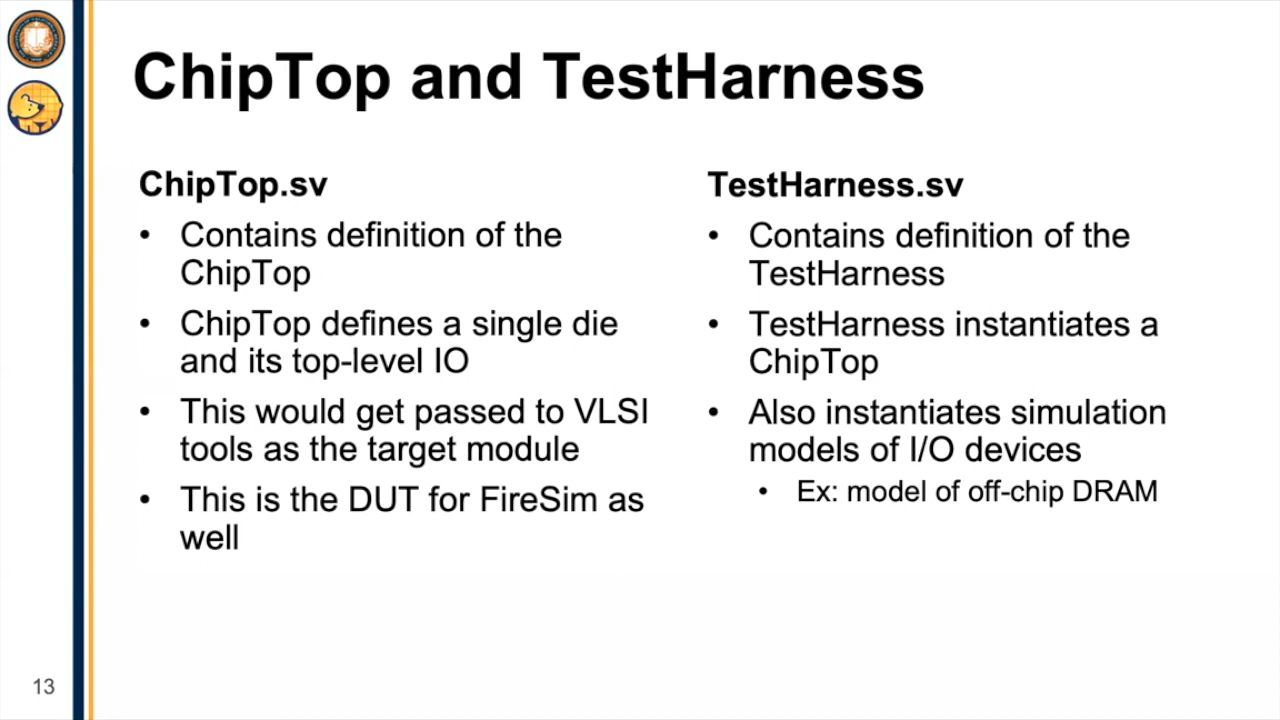 ChipTop and TestHarness
ChipTop.sv
• Contains definition of the
ChipTop
• ChipTop defines a single die
and its top-level IO
• This would get passed to VLSI
tools as the target module
• This is the DUT for FireSim as
well
TestHarness.sv
• Contains definition of the
TestHarness
• TestHarness instantiates a
ChipTop
• Also instantiates simulation
models of I/O devices
• Ex: model of off-chip DRAM
13